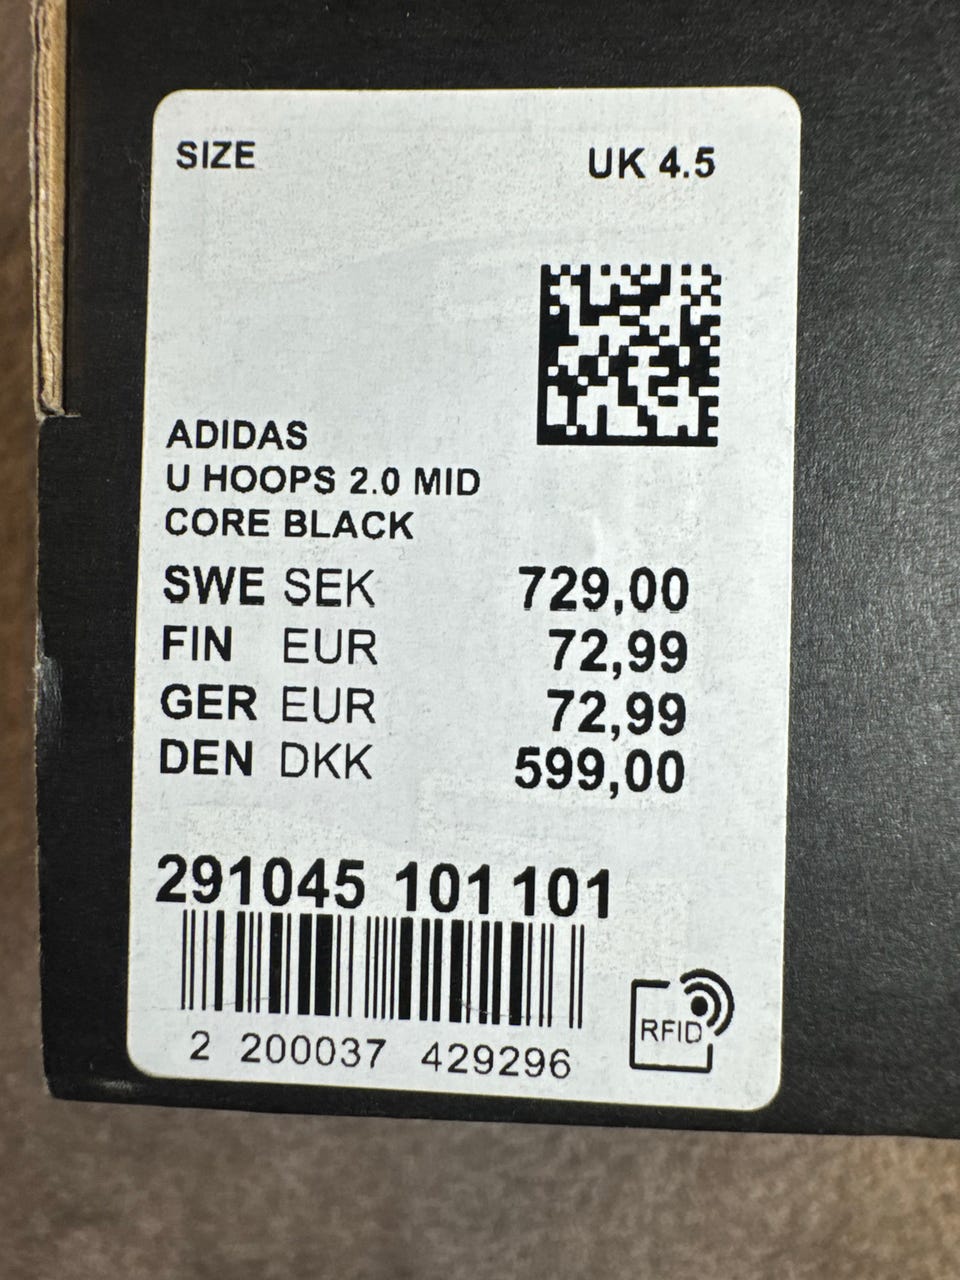 SIZE UK 4.5
ADIDAS
U HOOPS 2.0 MID
CORE BLACK
SWE SEK 729,00
FIN EUR 72,99
GER EUR 72,99
DEN DKK 599,00
291045 101 101
RFID
2 200037 429296